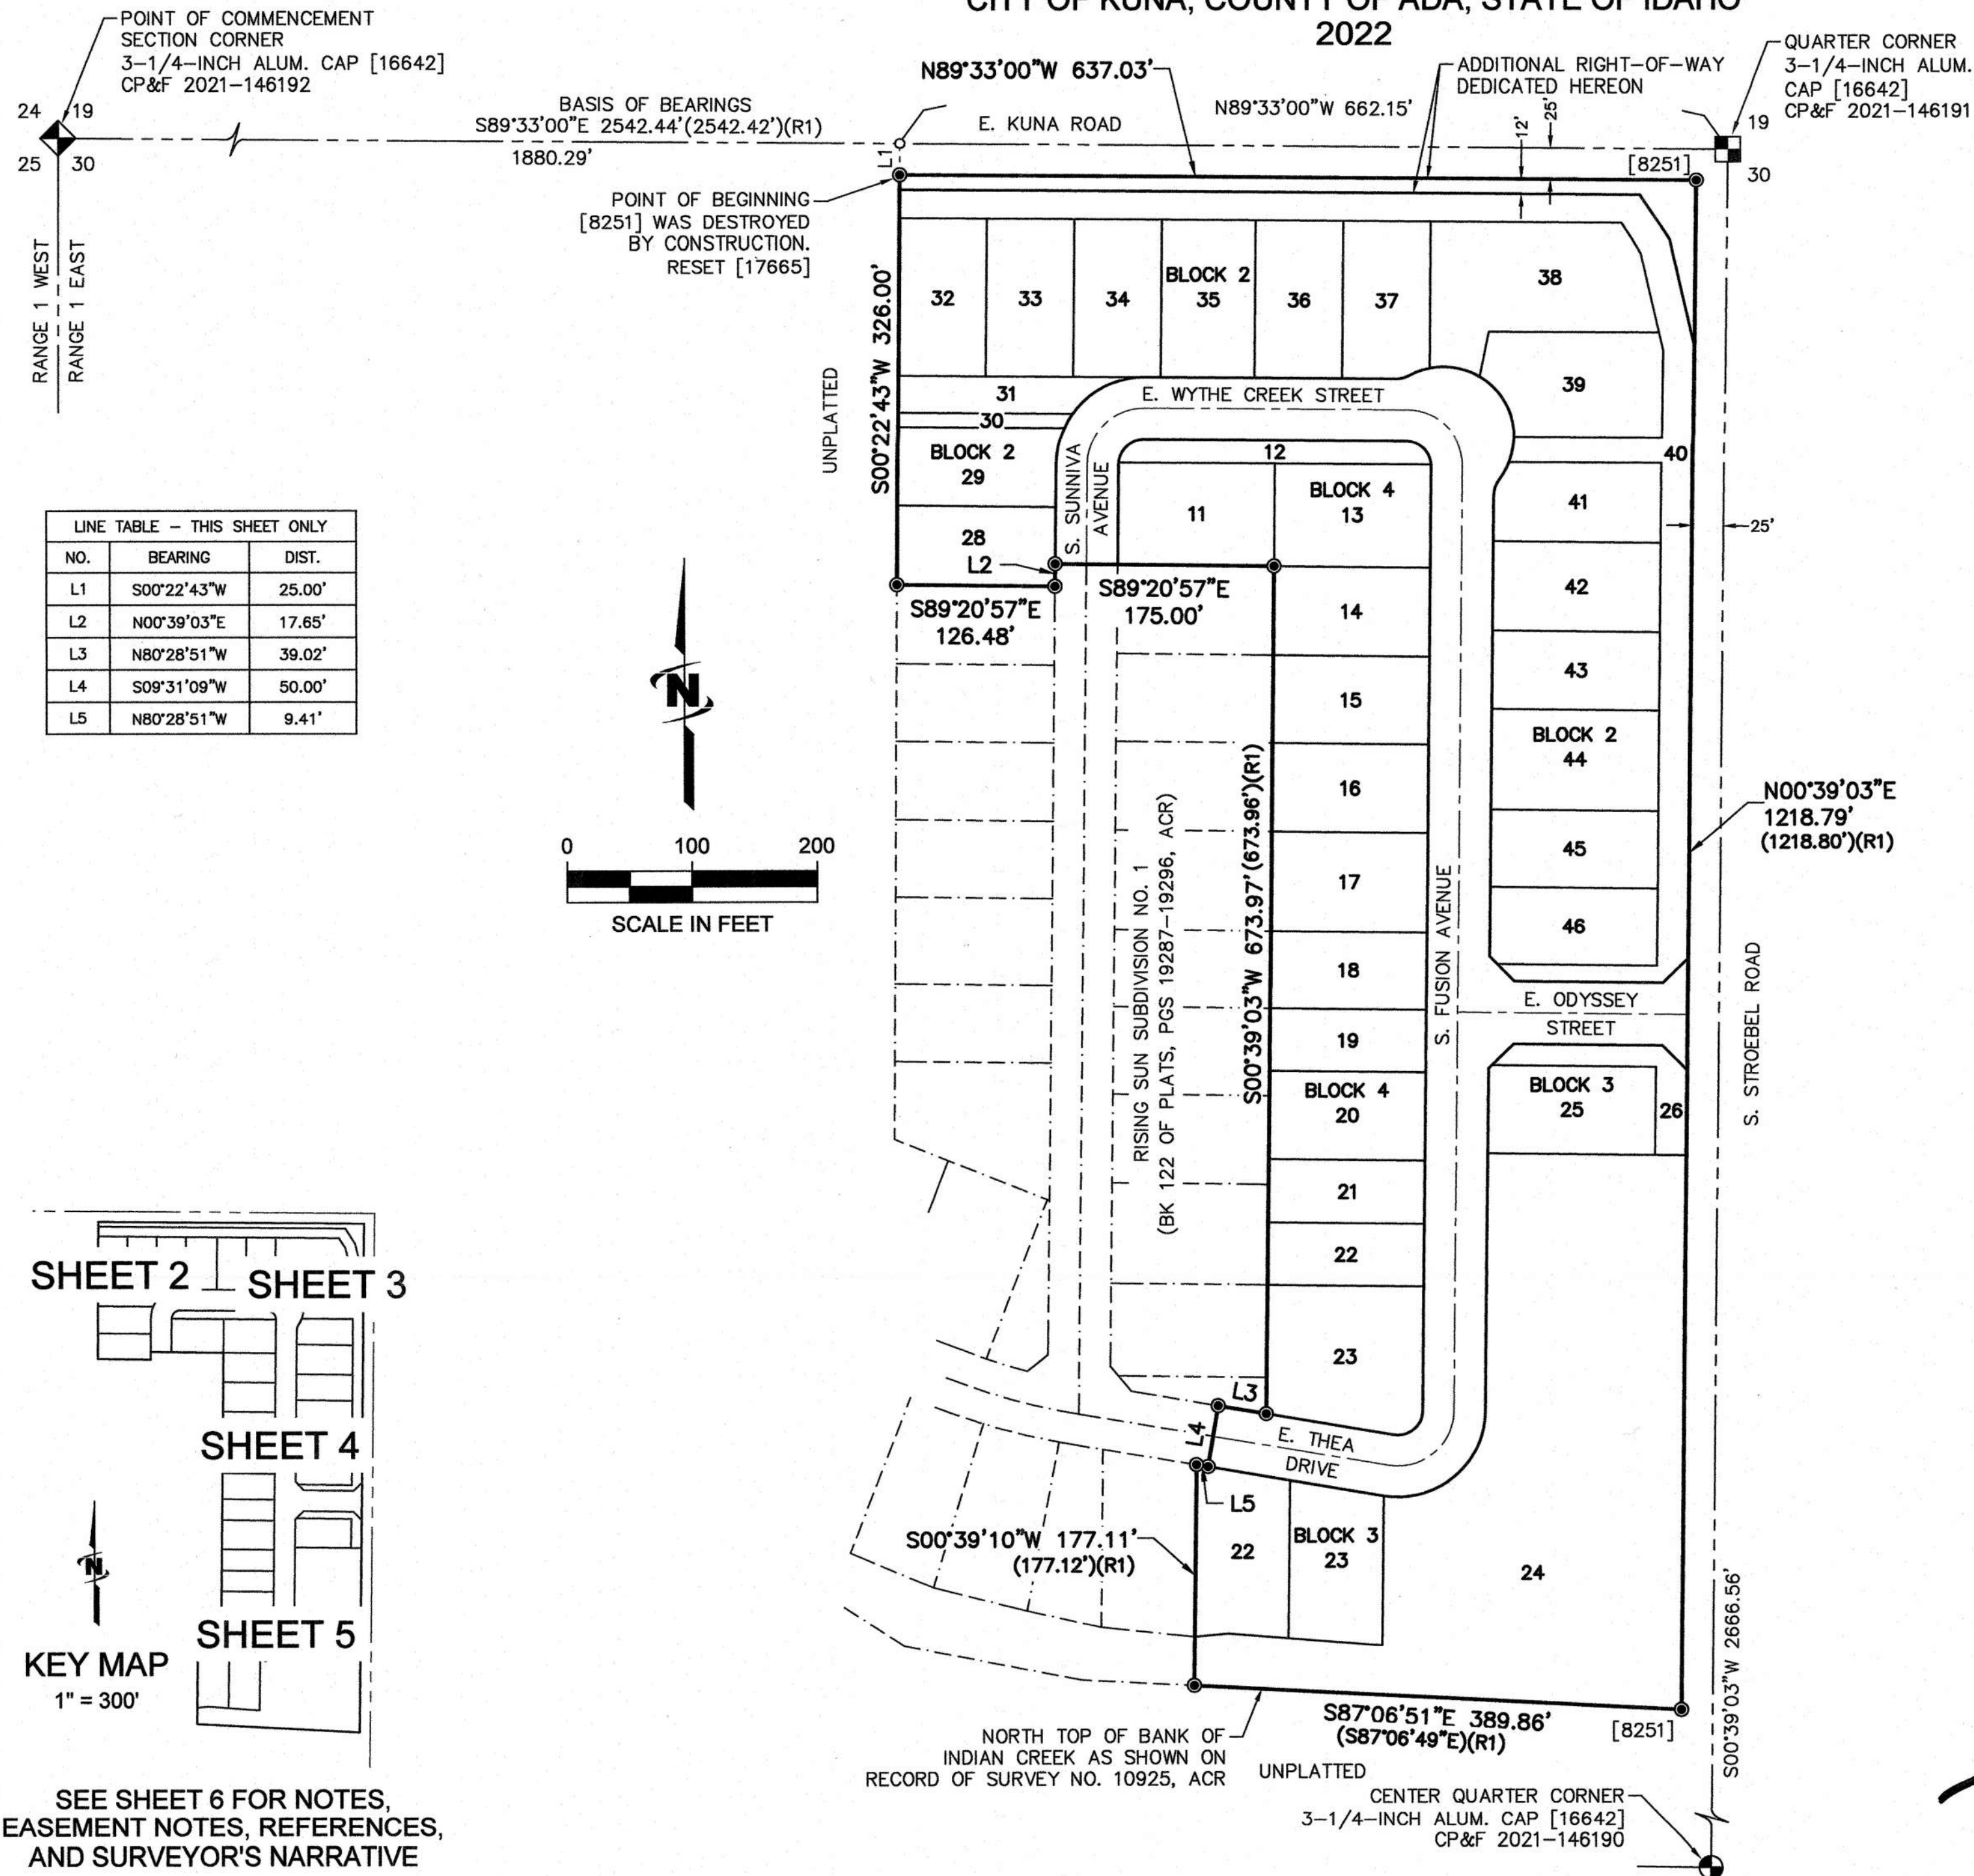 CITY OF KUNA, COUNTY OF ADA, STATE OF IDAHO
2022
POINT OF COMMENCEMENT
SECTION CORNER
3-1/4-INCH ALUM. CAP [16642]
CP&F 2021-146192
24 19
25 30
RANGE 1 WEST
RANGE 1 EAST
BASIS OF BEARINGS
S89°33'00"E 2542.44'(2542.42')(R1)
1880.29'
N89°33'00"W 637.03'
E. KUNA ROAD
N89°33'00"W 662.15'
ADDITIONAL RIGHT-OF-WAY
DEDICATED HEREON
12'
25'
QUARTER CORNER
3-1/4-INCH ALUM.
CAP [16642]
CP&F 2021-146191
19
30
[8251]
L1
POINT OF BEGINNING
[8251] WAS DESTROYED
BY CONSTRUCTION.
RESET [17665]
UNPLATTED
S00°22'43"W 326.00'
32
33
34
BLOCK 2
35
36
37
38
39
31
30
BLOCK 2
29
28
L2
E. WYTHE CREEK STREET
S. SUNNIVA
AVENUE
12
11
BLOCK 4
13
40
41
25'
S89°20'57"E
126.48'
S89°20'57"E
175.00'
14
15
16
17
18
19
BLOCK 4
20
21
22
23
42
43
BLOCK 2
44
45
46
N00°39'03"E
1218.79'
(1218.80')(R1)
S. FUSION AVENUE
E. ODYSSEY
STREET
S. STROEBEL ROAD
BLOCK 3
25
26
RISING SUN SUBDIVISION NO. 1
(BK 122 OF PLATS, PGS 19287-19296, ACR)
S00°39'03"W 673.97'(673.96')(R1)
L3
L4
E. THEA
DRIVE
L5
S00°39'10"W 177.11'
(177.12')(R1)
22
BLOCK 3
23
24
S00°39'03"W 2666.56'
S87°06'51"E 389.86'
(S87°06'49"E)(R1)
[8251]
NORTH TOP OF BANK OF
INDIAN CREEK AS SHOWN ON
RECORD OF SURVEY NO. 10925, ACR
UNPLATTED
CENTER QUARTER CORNER
3-1/4-INCH ALUM. CAP [16642]
CP&F 2021-146190
LINE TABLE - THIS SHEET ONLY
NO. BEARING DIST.
L1 S00°22'43"W 25.00'
L2 N00°39'03"E 17.65'
L3 N80°28'51"W 39.02'
L4 S09°31'09"W 50.00'
L5 N80°28'51"W 9.41'
N
0 100 200
SCALE IN FEET
SHEET 2
SHEET 3
SHEET 4
SHEET 5
N
KEY MAP
1" = 300'
SEE SHEET 6 FOR NOTES,
EASEMENT NOTES, REFERENCES,
AND SURVEYOR'S NARRATIVE